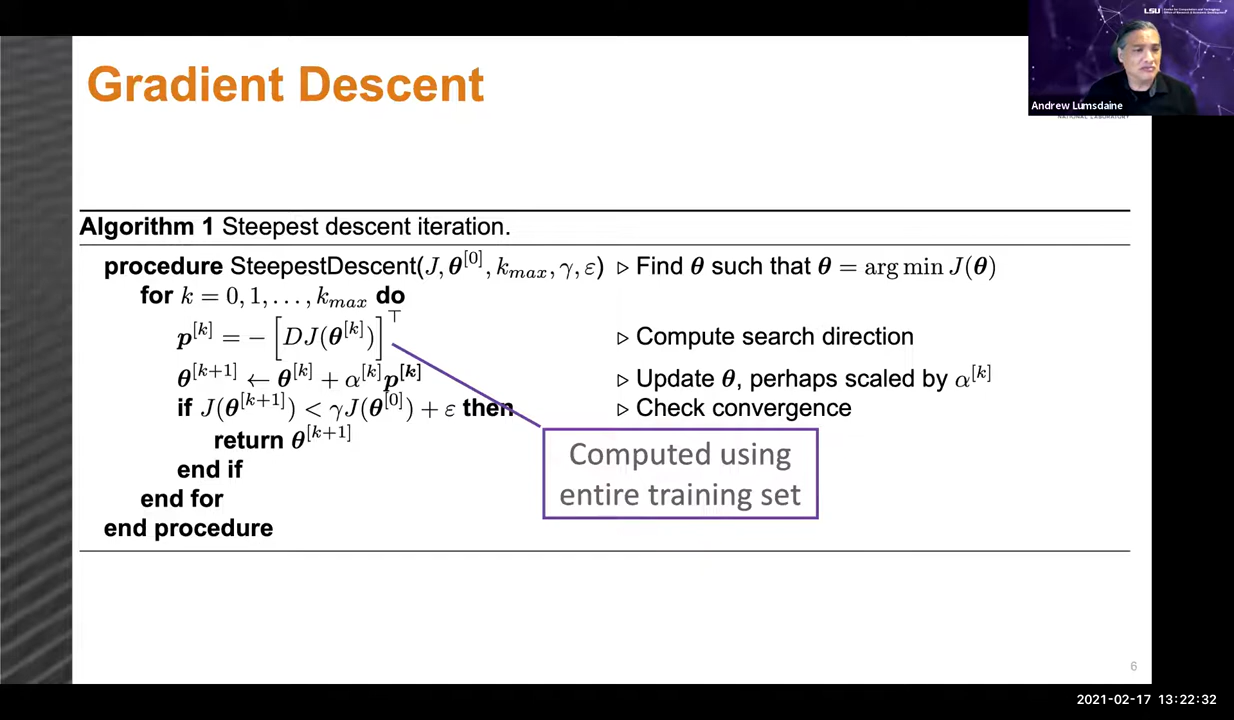 Gradient Descent
LSU
Andrew Lumsdaine
NATIONAL LABORATORY
Algorithm 1 Steepest descent iteration.
procedure SteepestDescent(J, θ^[0], k_max, γ, ε) ▷ Find θ such that θ = arg min J(θ)
for k = 0, 1, . . . , k_max do
p^[k] = − [DJ(θ^[k])]^⊤ ▷ Compute search direction
θ^[k+1] ← θ^[k] + α^[k] p^[k] ▷ Update θ, perhaps scaled by α^[k]
if J(θ^[k+1]) < γJ(θ^[0]) + ε then ▷ Check convergence
return θ^[k+1]
end if
end for
end procedure
Computed using
entire training set
6
2021-02-17 13:22:32